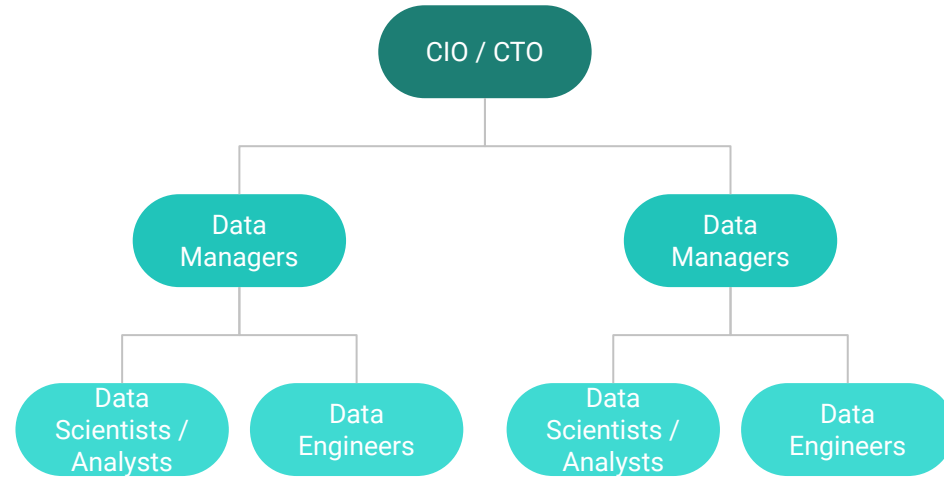 CIO / CTO
Data
Managers
Data
Managers
Data
Scientists /
Analysts
Data
Engineers
Data
Scientists /
Analysts
Data
Engineers